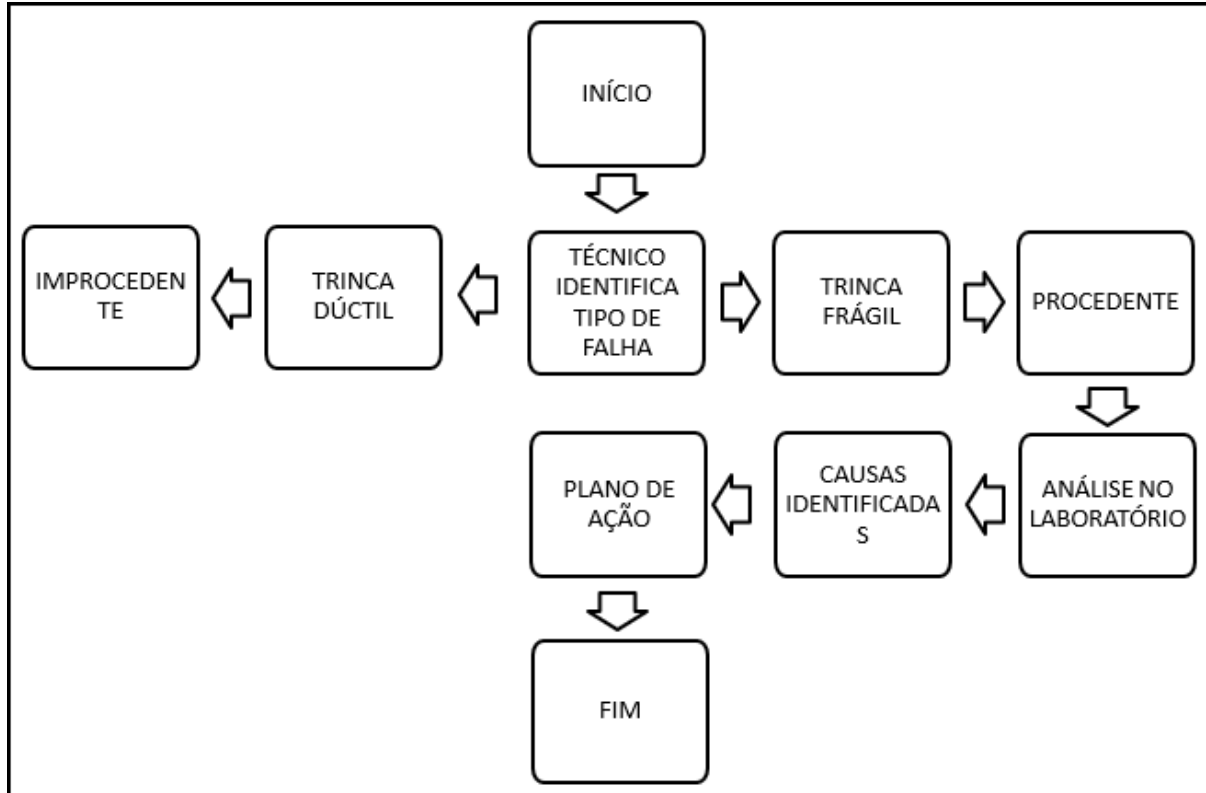 INÍCIO
IMPROCEDEN
TE
TRINCA
DÚCTIL
TÉCNICO
IDENTIFICA
TIPO DE
FALHA
TRINCA
FRÁGIL
PROCEDENTE
PLANO DE
AÇÃO
CAUSAS
IDENTIFICADA
S
ANÁLISE NO
LABORATÓRIO
FIM